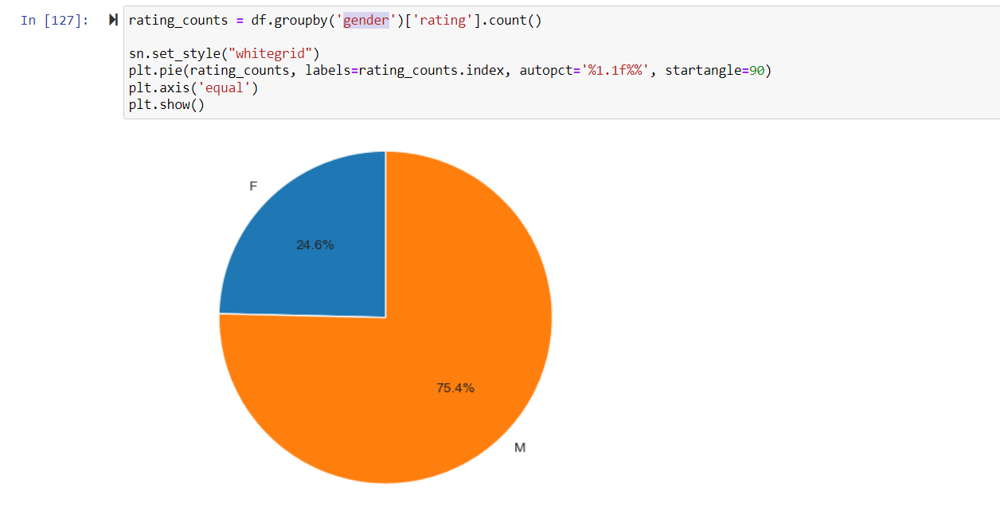 In [127]: rating_counts = df.groupby('gender')['rating'].count()
sn.set_style("whitegrid")
plt.pie(rating_counts, labels=rating_counts.index, autopct='%1.1f%%', startangle=90)
plt.axis('equal')
plt.show()
F
24.6%
75.4%
M